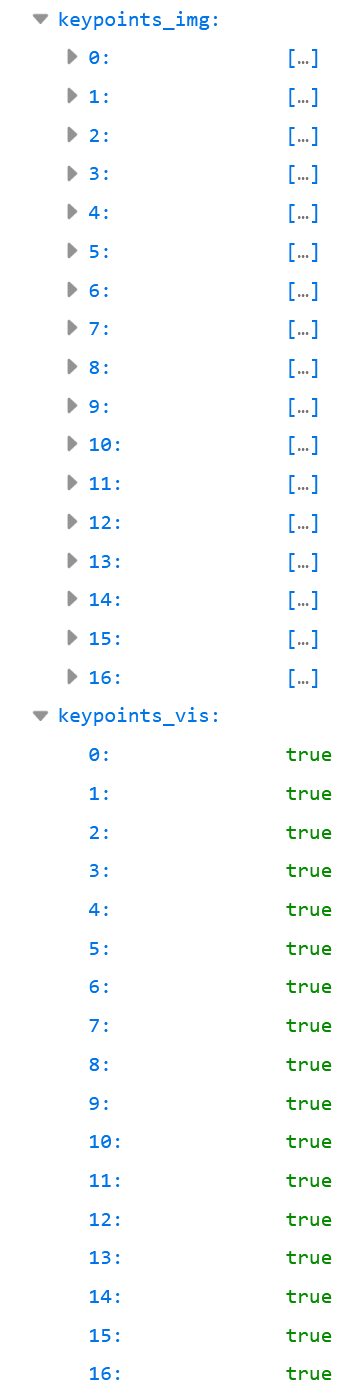 keypoints_img:
0: […]
1: […]
2: […]
3: […]
4: […]
5: […]
6: […]
7: […]
8: […]
9: […]
10: […]
11: […]
12: […]
13: […]
14: […]
15: […]
16: […]
keypoints_vis:
0: true
1: true
2: true
3: true
4: true
5: true
6: true
7: true
8: true
9: true
10: true
11: true
12: true
13: true
14: true
15: true
16: true